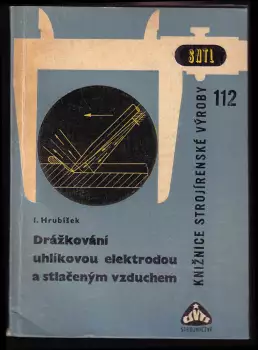 SNTL
KNIŽNICE STROJÍRENSKÉ VÝROBY 112
I. Hrubíšek
Drážkování
uhlíkovou elektrodou
a stlačeným vzduchem